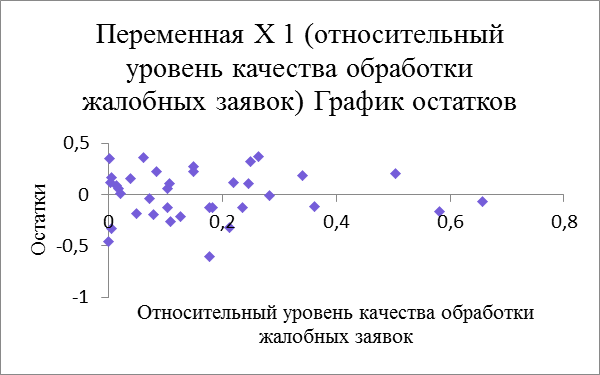 Переменная X 1 (относительный
уровень качества обработки
жалобных заявок) График остатков
0,5
0
-0,5
-1
0
0,2
0,4
0,6
0,8
Остатки
Относительный уровень качества обработки
жалобных заявок